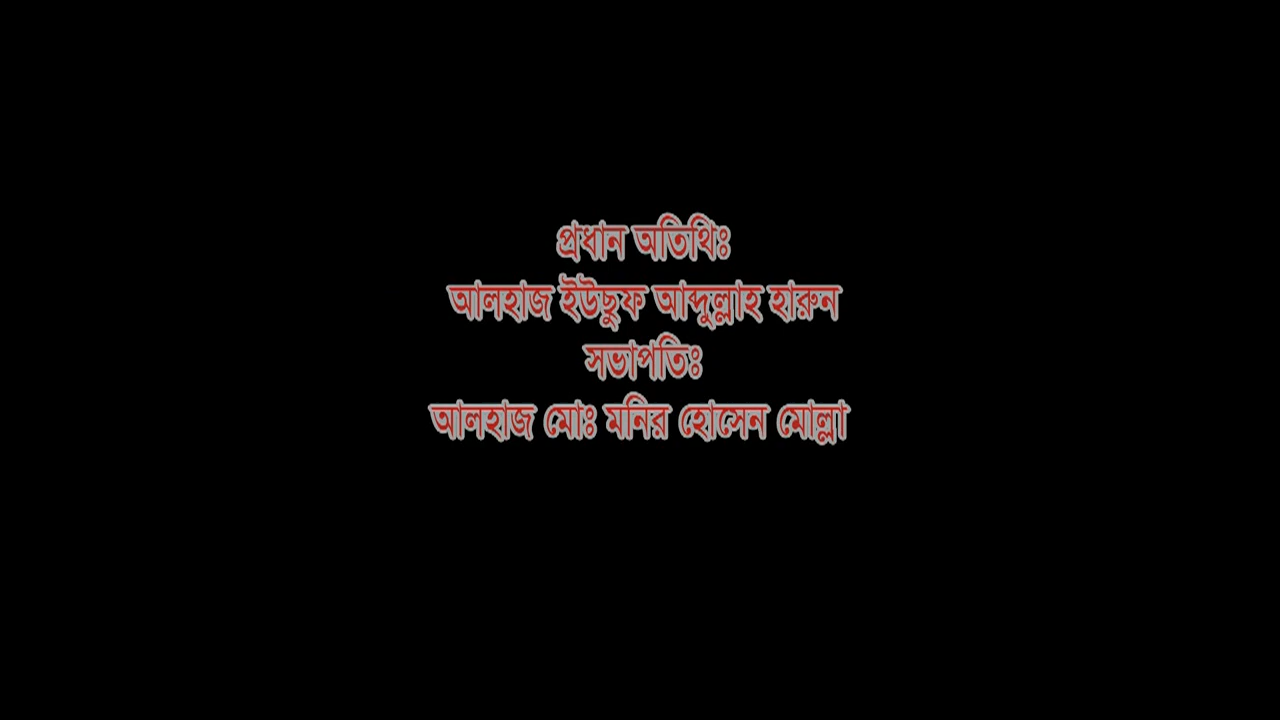 প্রধান অতিথিঃ
আলহাজ ইউছুফ আব্দুল্লাহ হারুন
সভাপতিঃ
আলহাজ মোঃ মনির হোসেন মোল্লা